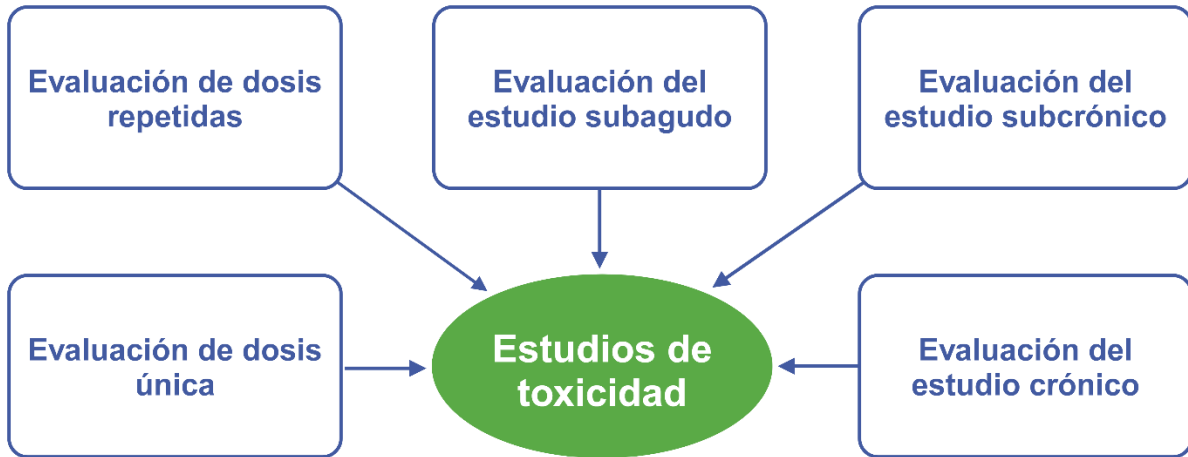 Evaluación de dosis
repetidas
Evaluación del
estudio subagudo
Evaluación del
estudio subcrónico
Evaluación de dosis
única
Estudios de
toxicidad
Evaluación del
estudio crónico